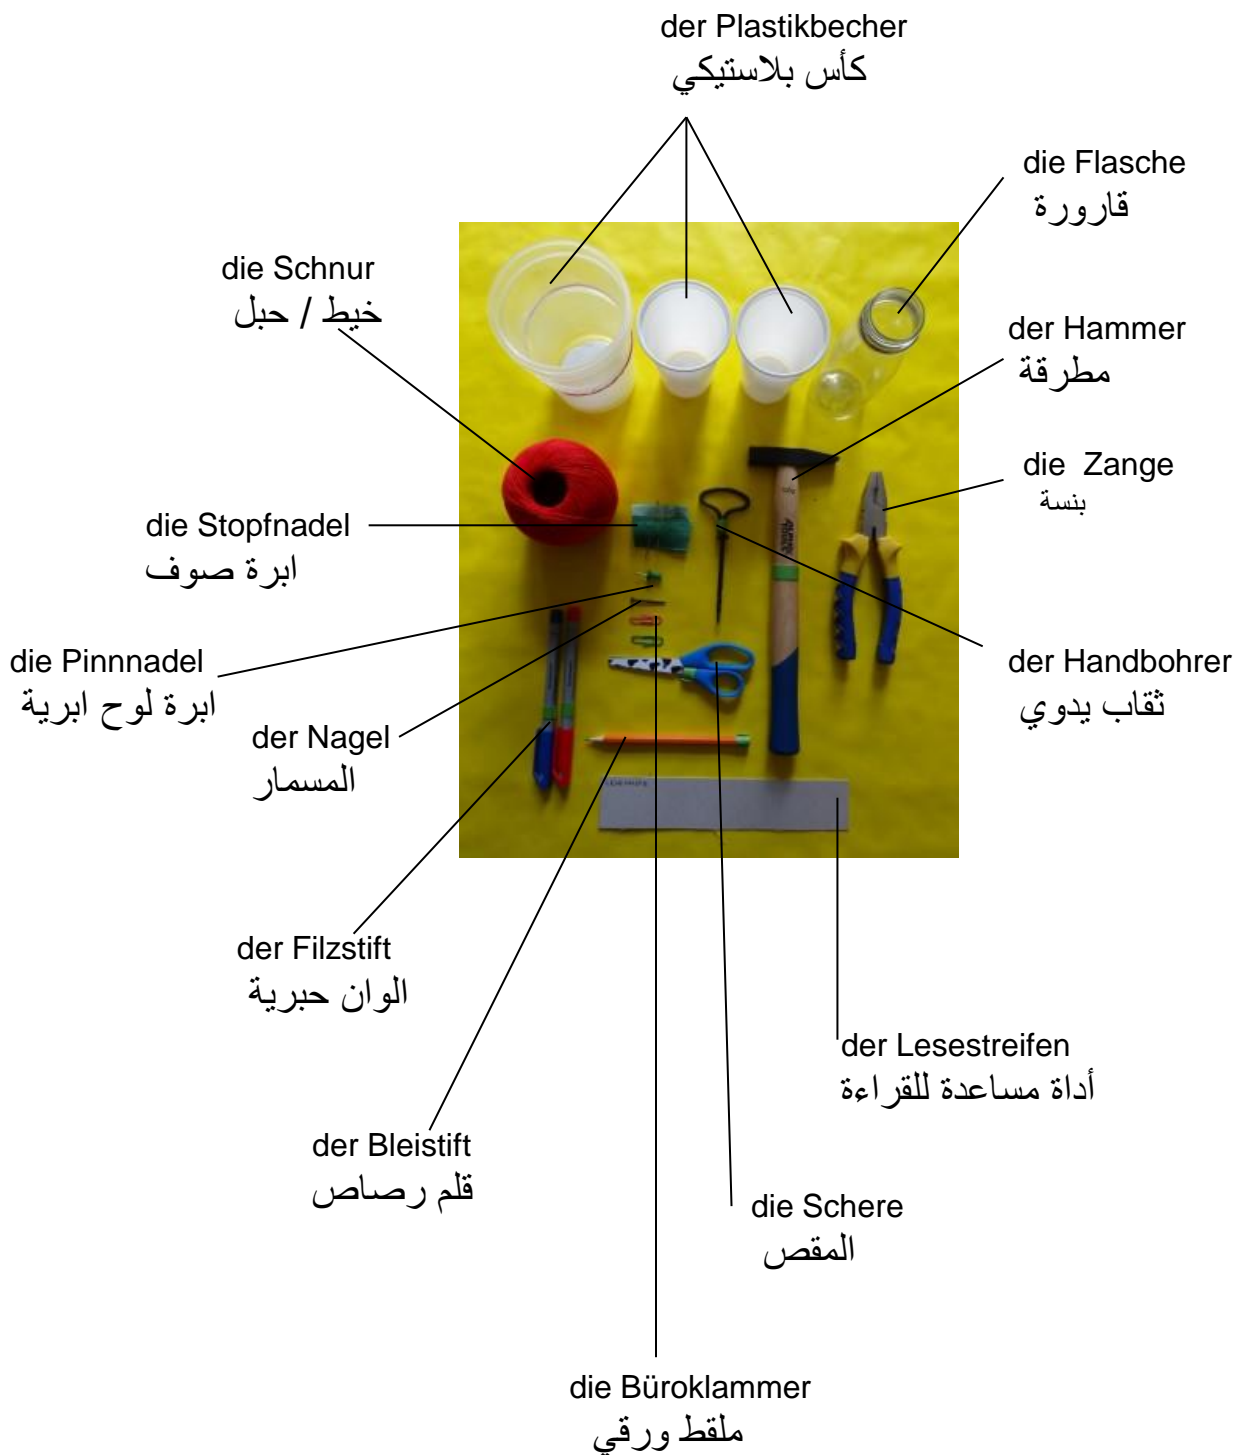 der Plastikbecher
كأس بلاستيكي
die Flasche
قارورة
die Schnur
خيط / حبل
der Hammer
مطرقة
die Zange
بنسة
die Stopfnadel
ابرة صوف
die Pinnnadel
ابرة لوح ابرية
der Handbohrer
ثقاب يدوي
der Nagel
المسمار
der Filzstift
الوان حبرية
der Lesestreifen
أداة مساعدة للقراءة
der Bleistift
قلم رصاص
die Schere
المقص
die Büroklammer
ملقط ورقي